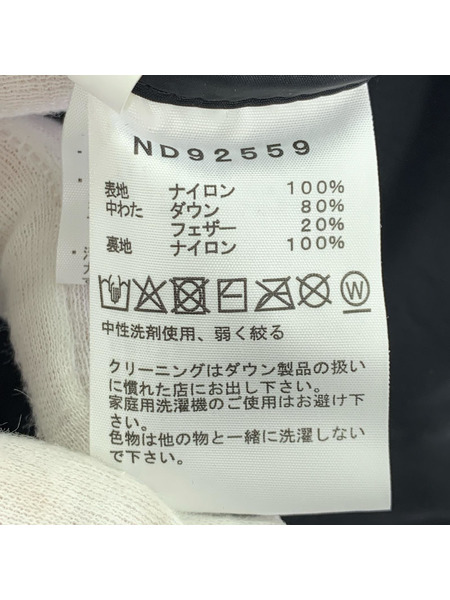 ND92559
表地 ナイロン 100%
中わた ダウン 80%
フェザー 20%
裏地 ナイロン 100%
W
中性洗剤使用、弱く絞る
クリーニングはダウン製品の扱い
に慣れた店にお出し下さい。
家庭用洗濯機のご使用はお避け下
さい。
色物は他の物と一緒に洗濯しない
で下さい。